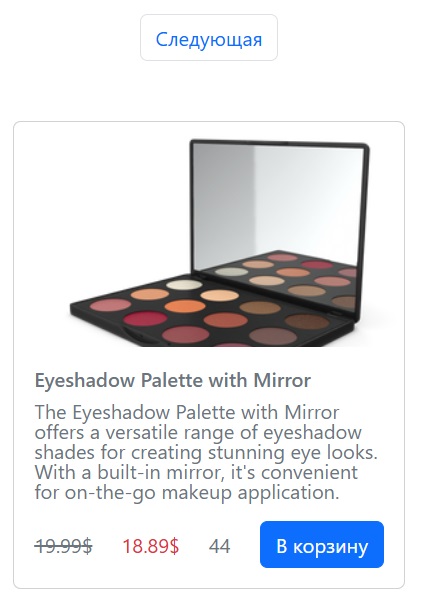 Следующая
Eyeshadow Palette with Mirror
The Eyeshadow Palette with Mirror
offers a versatile range of eyeshadow
shades for creating stunning eye looks.
With a built-in mirror, it's convenient
for on-the-go makeup application.
19.99$ 18.89$ 44 В корзину